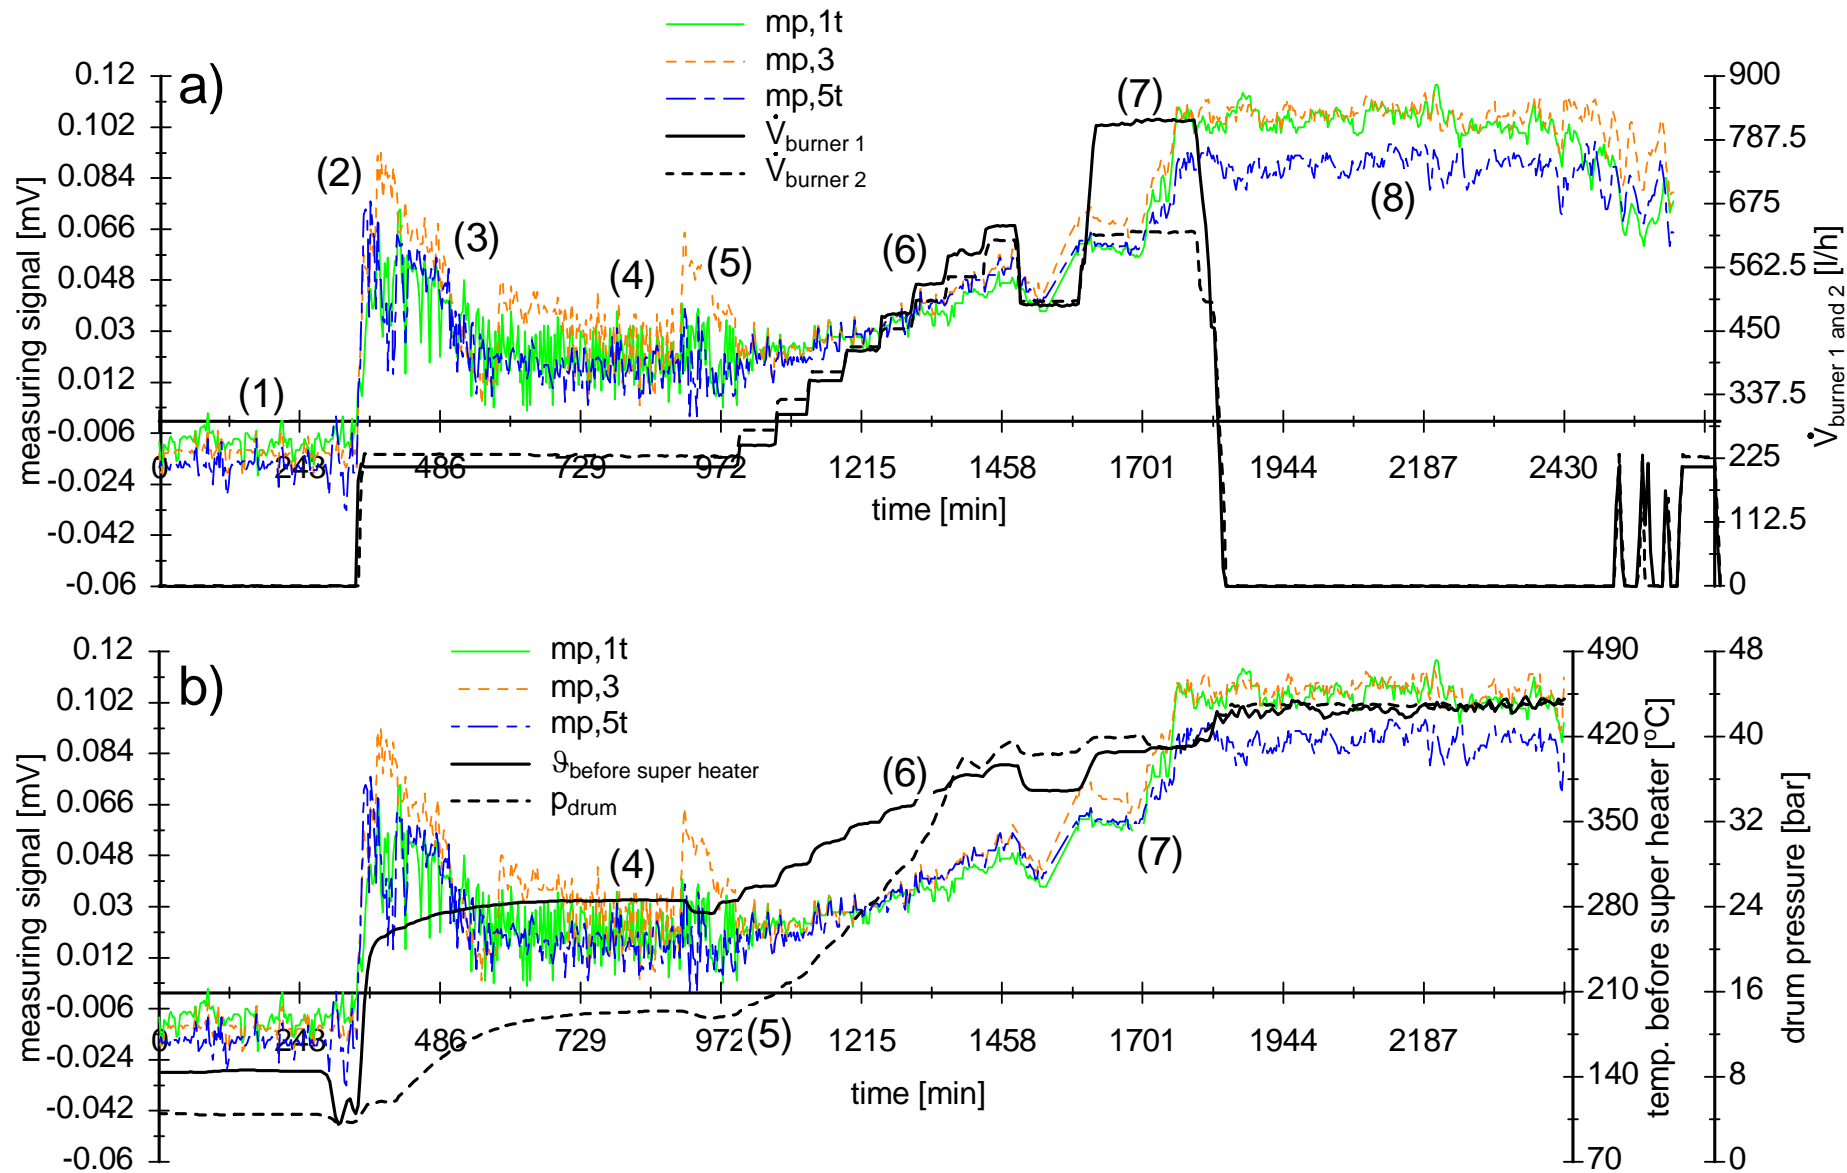 mp,1t
mp,3
mp,5t
V̇burner 1
V̇burner 2
a)
0.12
0.102
0.084
0.066
0.048
0.03
0.012
-0.006
-0.024
-0.042
-0.06
measuring signal [mV]
900
787.5
675
562.5
450
337.5
225
112.5
0
V̇burner 1 and 2 [l/h]
(1)
(2)
(3)
(4)
(5)
(6)
(7)
(8)
0 243 486 729 972 1215 1458 1701 1944 2187 2430
time [min]
b)
mp,1t
mp,3
mp,5t
ϑbefore super heater
pdrum
0.12
0.102
0.084
0.066
0.048
0.03
0.012
-0.006
-0.024
-0.042
-0.06
measuring signal [mV]
490
420
350
280
210
140
70
temp. before super heater [°C]
48
40
32
24
16
8
0
drum pressure [bar]
(4)
(5)
(6)
(7)
0 243 486 729 972 1215 1458 1701 1944 2187
time [min]